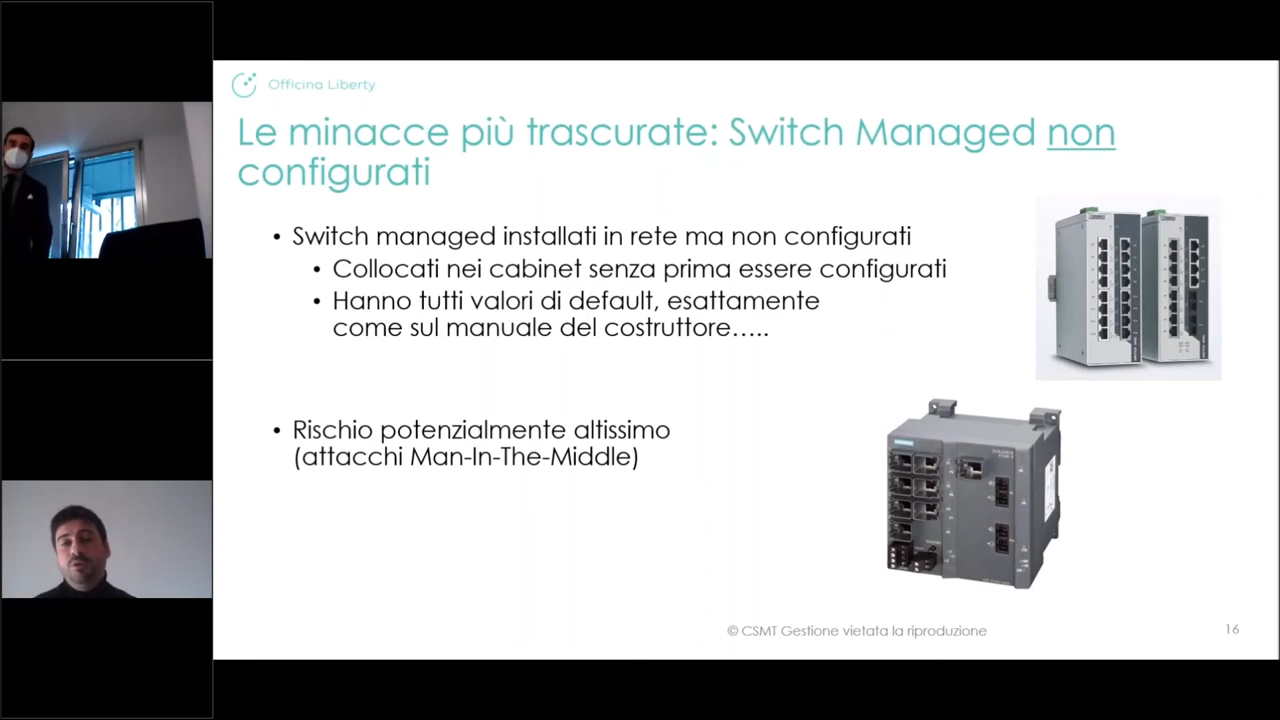 Officina Liberty
Le minacce più trascurate: Switch Managed non
configurati
• Switch managed installati in rete ma non configurati
• Collocati nei cabinet senza prima essere configurati
• Hanno tutti valori di default, esattamente
come sul manuale del costruttore…..
• Rischio potenzialmente altissimo
(attacchi Man-In-The-Middle)
© CSMT Gestione vietata la riproduzione
16